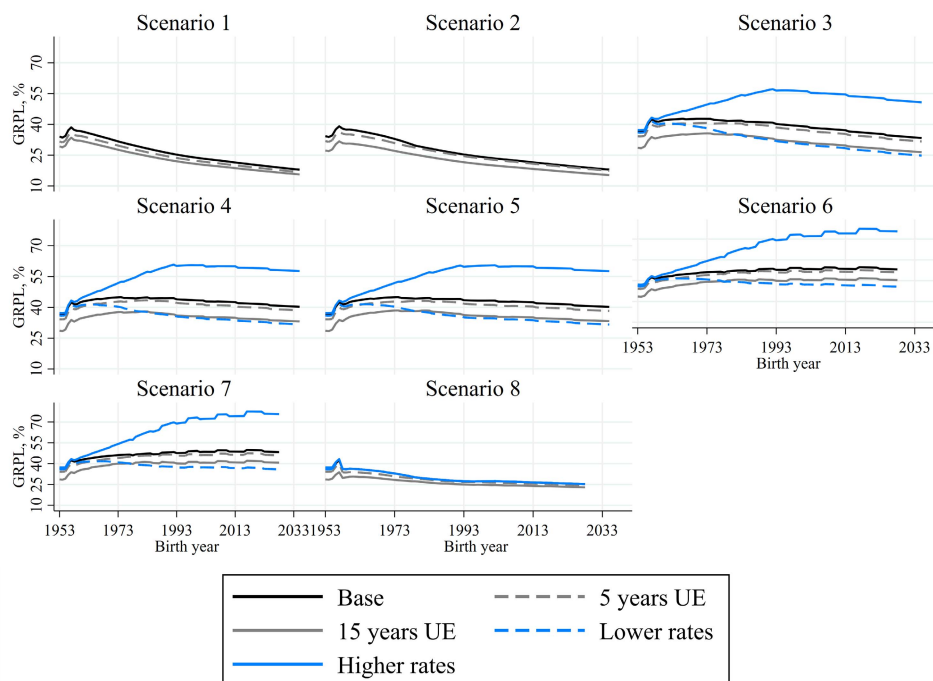 Scenario 1
Scenario 2
Scenario 3
GRPL, %
70
55
40
25
10
Scenario 4
Scenario 5
Scenario 6
GRPL, %
70
55
40
25
10
1953 1973 1993 2013 2033
Birth year
Scenario 7
Scenario 8
GRPL, %
70
55
40
25
10
1953 1973 1993 2013 2033
Birth year
1953 1973 1993 2013 2033
Birth year
Base
5 years UE
15 years UE
Lower rates
Higher rates